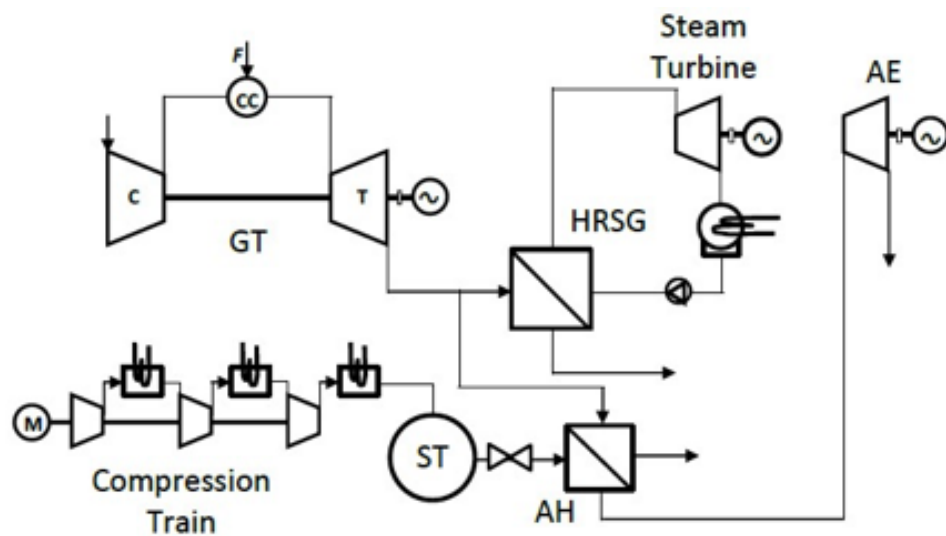 Steam
Turbine
AE
F
CC
C
T
GT
HRSG
M
ST
Compression
Train
AH